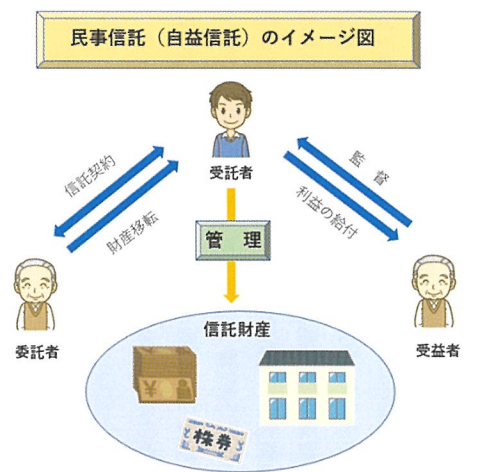 民事信託（自益信託）のイメージ図
受託者
信託契約
財産移転
監督
利益の給付
管理
委託者
受益者
信託財産
¥
株券